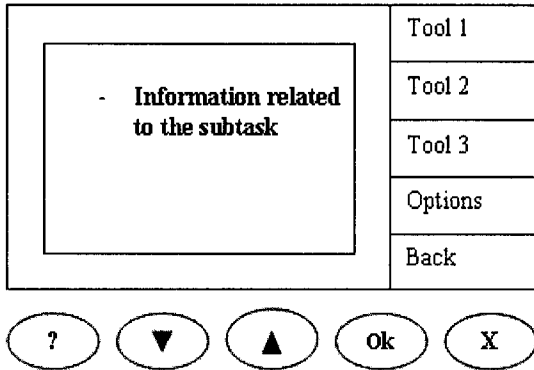 Tool 1
- Information related
to the subtask
Tool 2
Tool 3
Options
Back
? ▼ ▲ Ok X